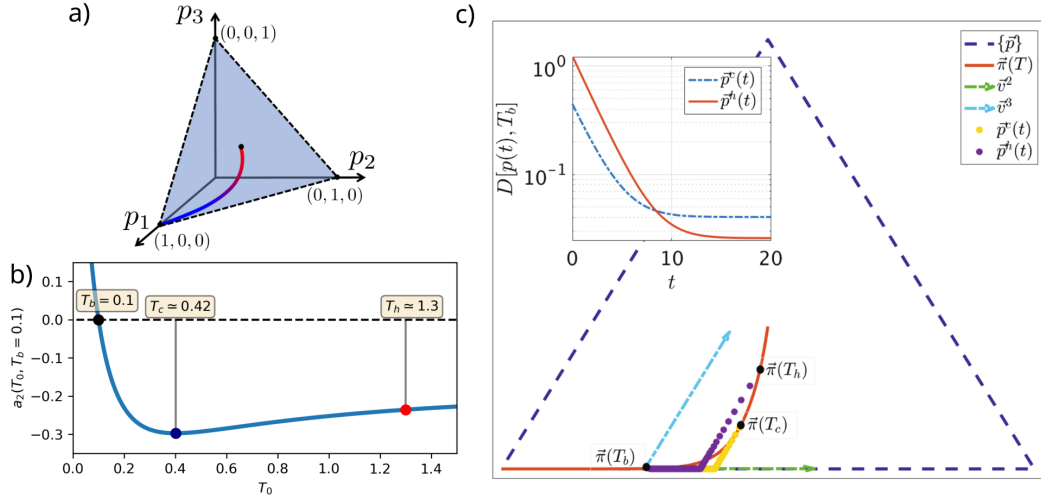 a)
p₃
(0, 0, 1)
p₂
(0, 1, 0)
p₁
(1, 0, 0)
b)
a₂(T₀, T_b = 0.1)
0.1
0.0
−0.1
−0.2
−0.3
T_b = 0.1
T_c ≃ 0.42
T_h ≃ 1.3
0.0 0.2 0.4 0.6 0.8 1.0 1.2 1.4
T₀
c)
{p⃗}
π⃗(T)
v⃗²
v⃗³
p⃗ᶜ(t)
p⃗ʰ(t)
D[p(t), T_b]
10⁰
10⁻¹
p⃗ᶜ(t)
p⃗ʰ(t)
0 10 20
t
π⃗(T_h)
π⃗(T_c)
π⃗(T_b)